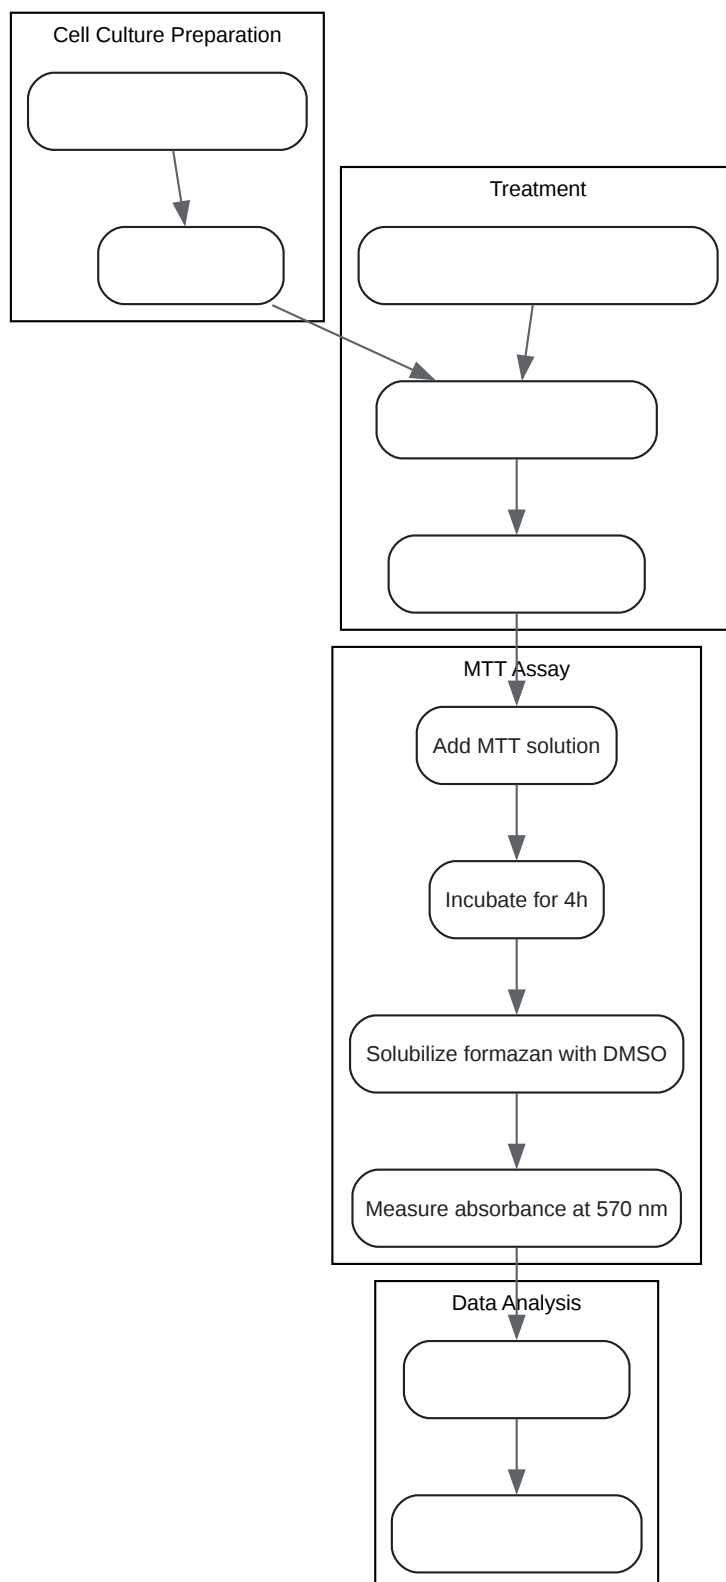 Cell Culture Preparation
Treatment
MTT Assay
Add MTT solution
Incubate for 4h
Solubilize formazan with DMSO
Measure absorbance at 570 nm
Data Analysis